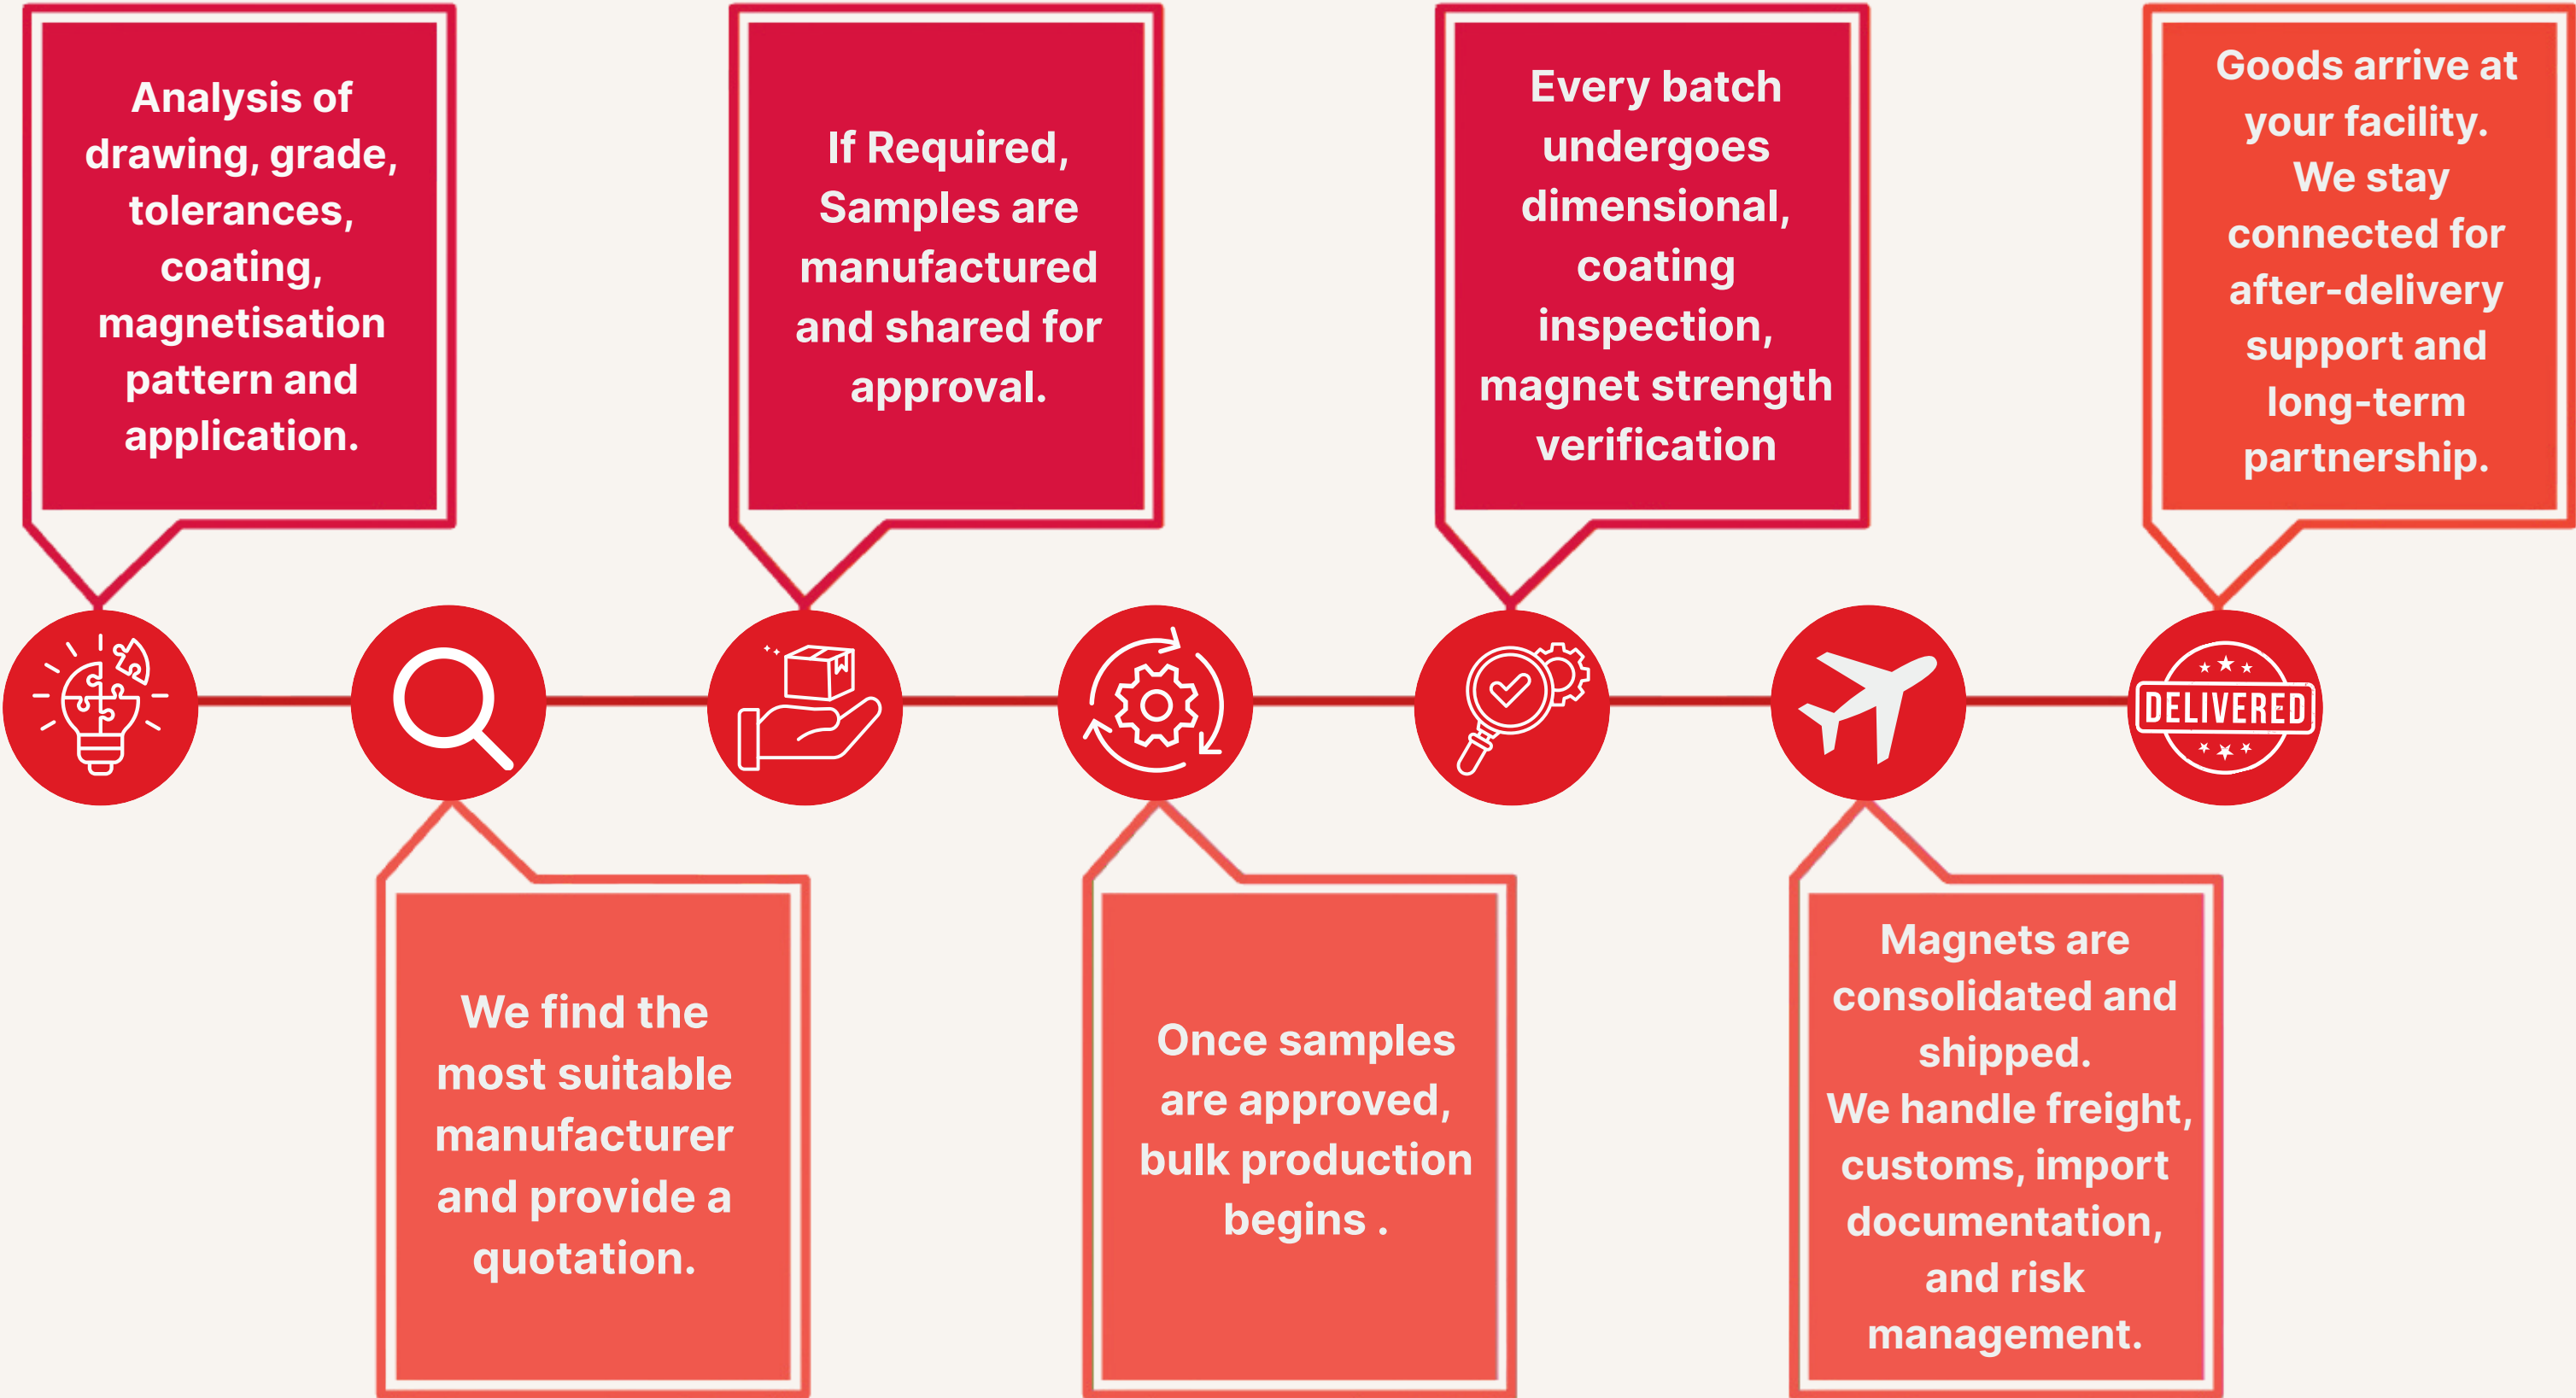 Analysis of
drawing, grade,
tolerances,
coating,
magnetisation
pattern and
application.
We find the
most suitable
manufacturer
and provide a
quotation.
If Required,
Samples are
manufactured
and shared for
approval.
Once samples
are approved,
bulk production
begins .
Every batch
undergoes
dimensional,
coating
inspection,
magnet strength
verification
Magnets are
consolidated and
shipped.
We handle freight,
customs, import
documentation,
and risk
management.
Goods arrive at
your facility.
We stay
connected for
after-delivery
support and
long-term
partnership.
DELIVERED